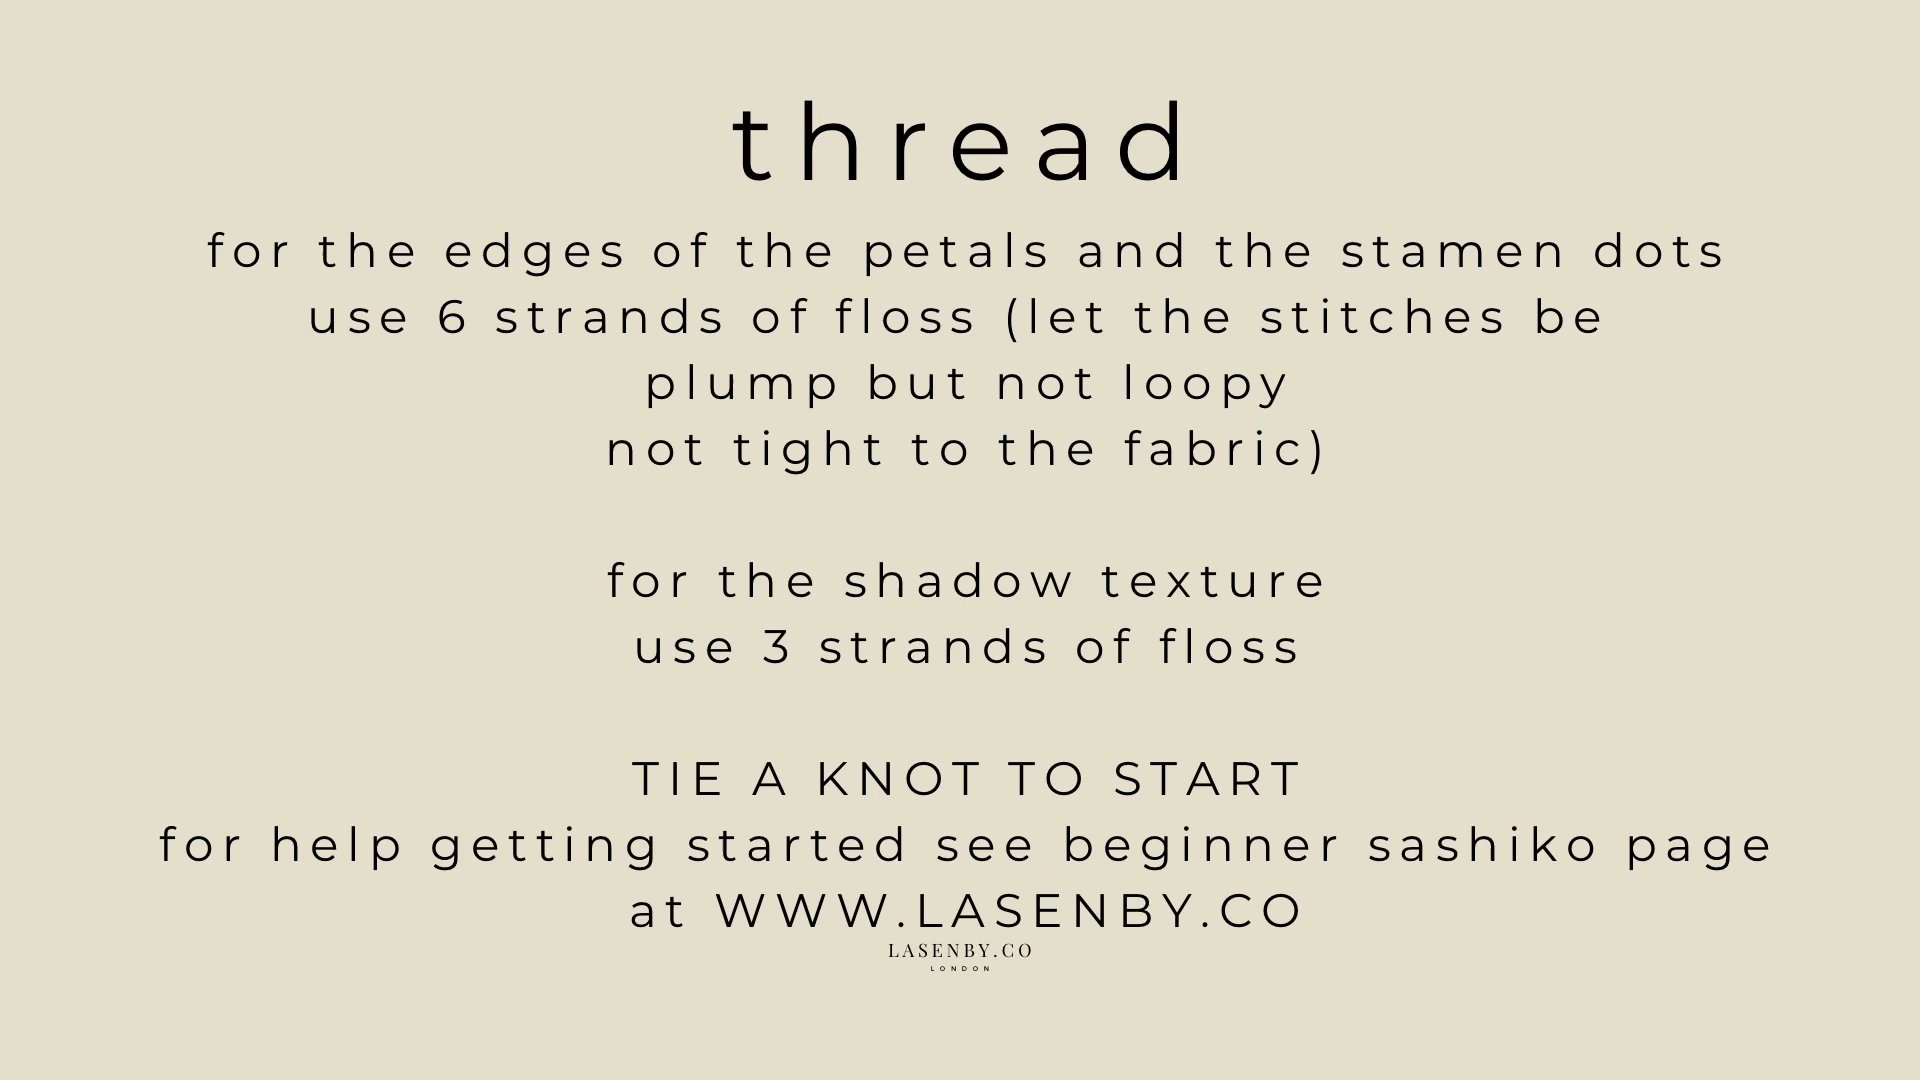 thread
for the edges of the petals and the stamen dots
use 6 strands of floss (let the stitches be
plump but not loopy
not tight to the fabric)
for the shadow texture
use 3 strands of floss
TIE A KNOT TO START
for help getting started see beginner sashiko page
at WWW.LASENBY.CO
LASENBY.CO
LONDON